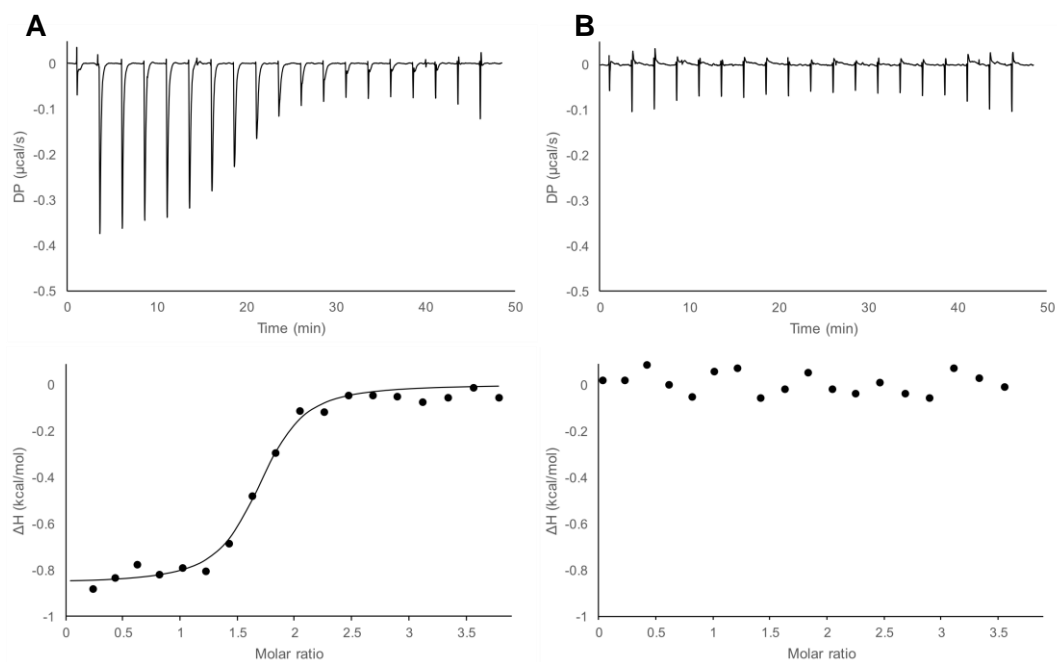 A
0
-0.1
-0.2
-0.3
-0.4
-0.5
DP (µcal/s)
0 10 20 30 40 50
Time (min)
B
0
-0.1
-0.2
-0.3
-0.4
-0.5
DP (µcal/s)
0 10 20 30 40 50
Time (min)
0
-0.2
-0.4
-0.6
-0.8
-1
ΔH (kcal/mol)
0 0.5 1 1.5 2 2.5 3 3.5
Molar ratio
0
-0.2
-0.4
-0.6
-0.8
-1
ΔH (kcal/mol)
0 0.5 1 1.5 2 2.5 3 3.5
Molar ratio